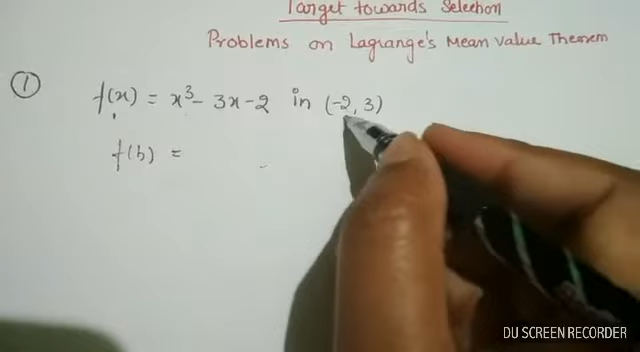 Target towards Selection
Problems on Lagrange's Mean Value Theorem
① f(x) = x³ - 3x - 2 in (-2, 3)
f(b) =
DU SCREEN RECORDER